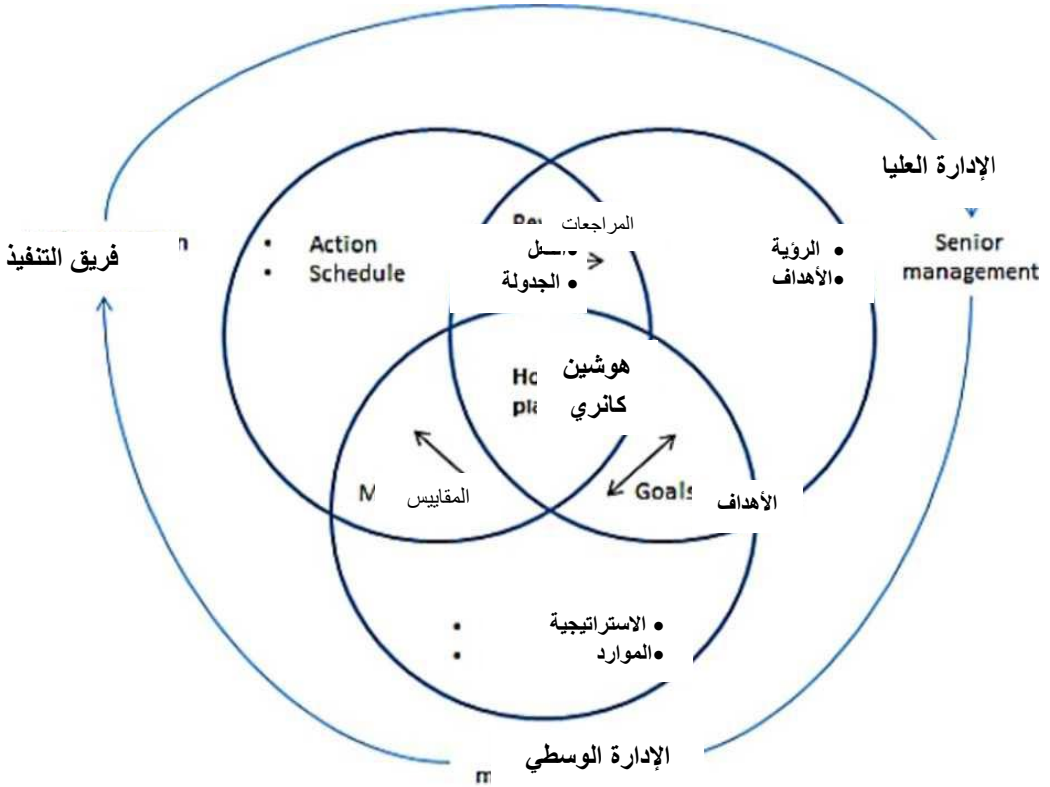 الإدارة العليا
المراجعات
فريق التنفيذ
• Action
• Schedule
• الجدولة
• الرؤية
•الأهداف
Senior
management
هوشين
كانري
المقاييس
Goals
الأهداف
• الاستراتيجية
•الموارد
الإدارة الوسطي